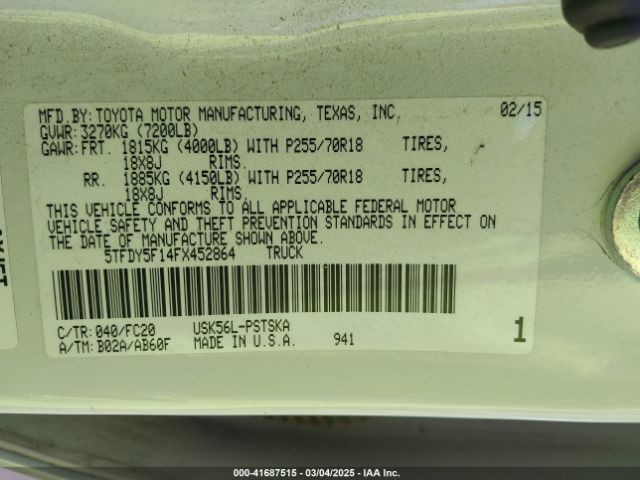 MFD.BY:TOYOTA MOTOR MANUFACTURING, TEXAS, INC. 02/15
GVWR:3270KG (7200LB)
GAWR:FRT. 1815KG (4000LB) WITH P255/70R18 TIRES,
18X8J RIMS.
RR. 1885KG (4150LB) WITH P255/70R18 TIRES,
18X8J RIMS.
THIS VEHICLE CONFORMS TO ALL APPLICABLE FEDERAL MOTOR
VEHICLE SAFETY AND THEFT PREVENTION STANDARDS IN EFFECT ON
THE DATE OF MANUFACTURE SHOWN ABOVE.
5TFDY5F14FX452864 TRUCK
C/TR:040/FC20 USK56L-PSTSKA
A/TM:B02A/AB60F MADE IN U.S.A. 941 1
000-41687515 - 03/04/2025 - IAA Inc.